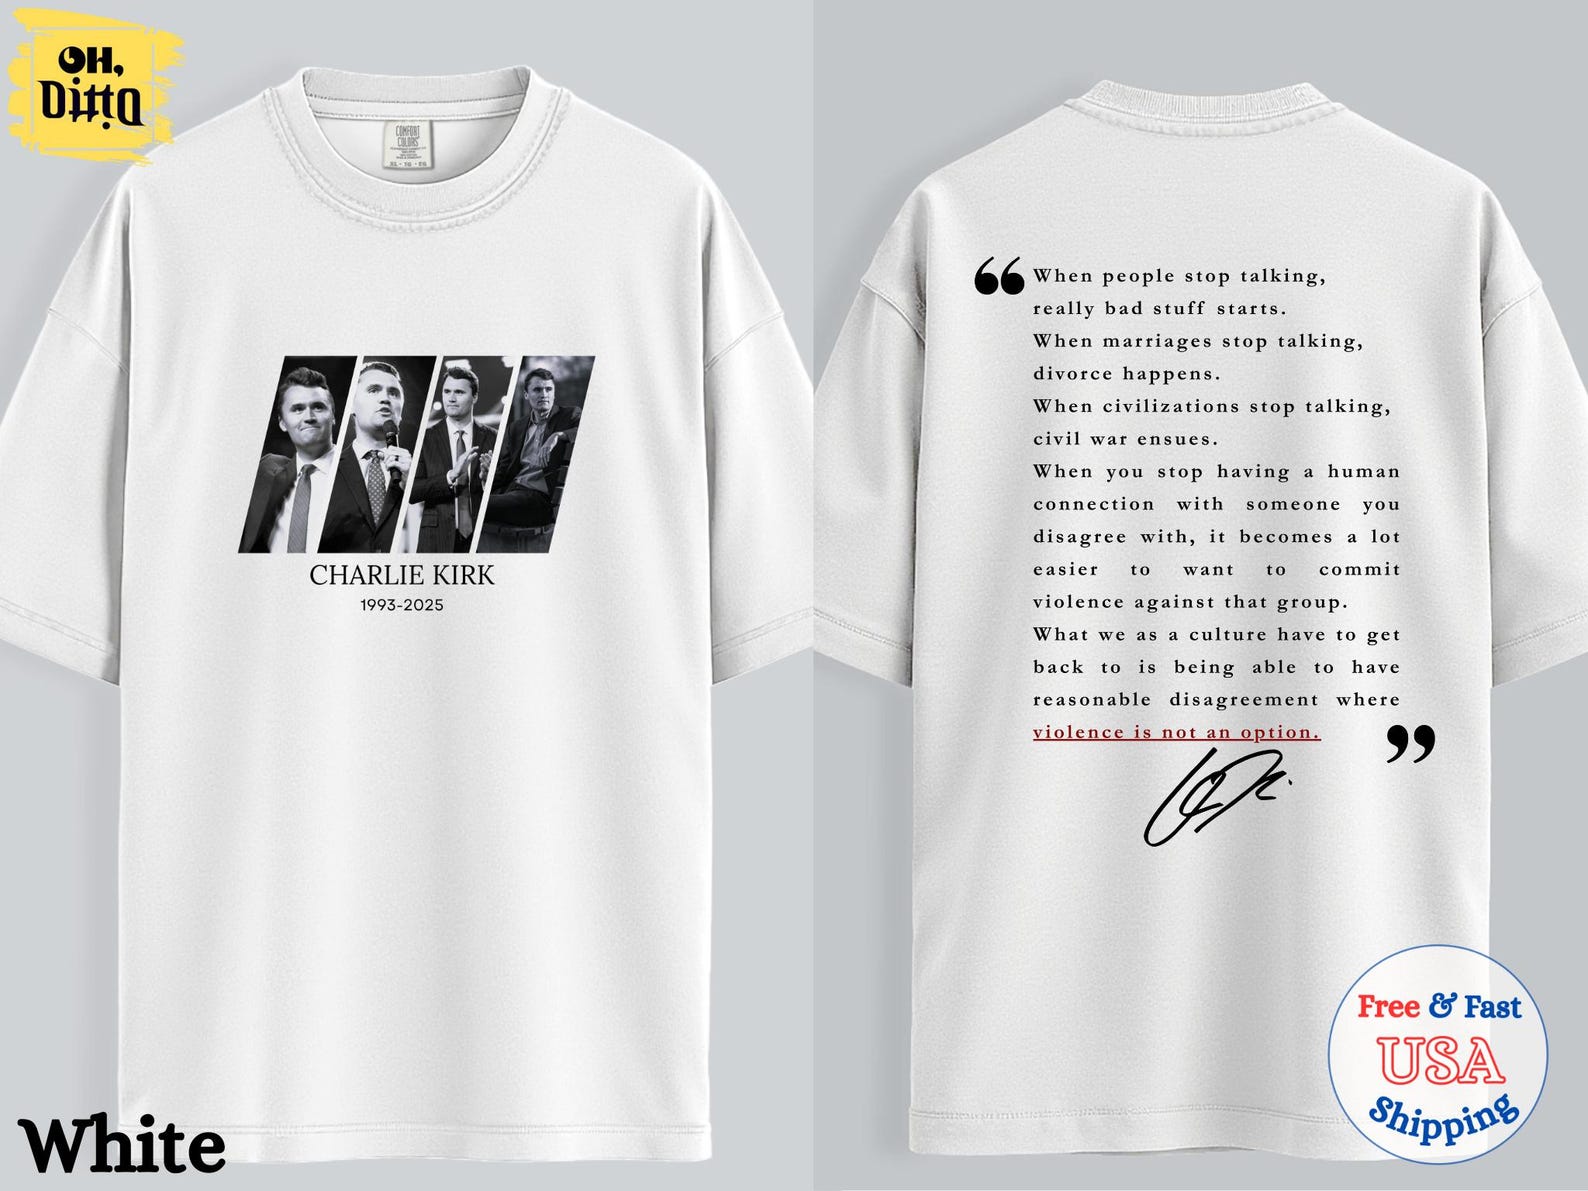 OH,
Ditto
COMFORT
COLORS
CHARLIE KIRK
1993-2025
White
“When people stop talking,
really bad stuff starts.
When marriages stop talking,
divorce happens.
When civilizations stop talking,
civil war ensues.
When you stop having a human
connection with someone you
disagree with, it becomes a lot
easier to want to commit
violence against that group.
What we as a culture have to get
back to is being able to have
reasonable disagreement where
violence is not an option.”
Free & Fast
USA
Shipping